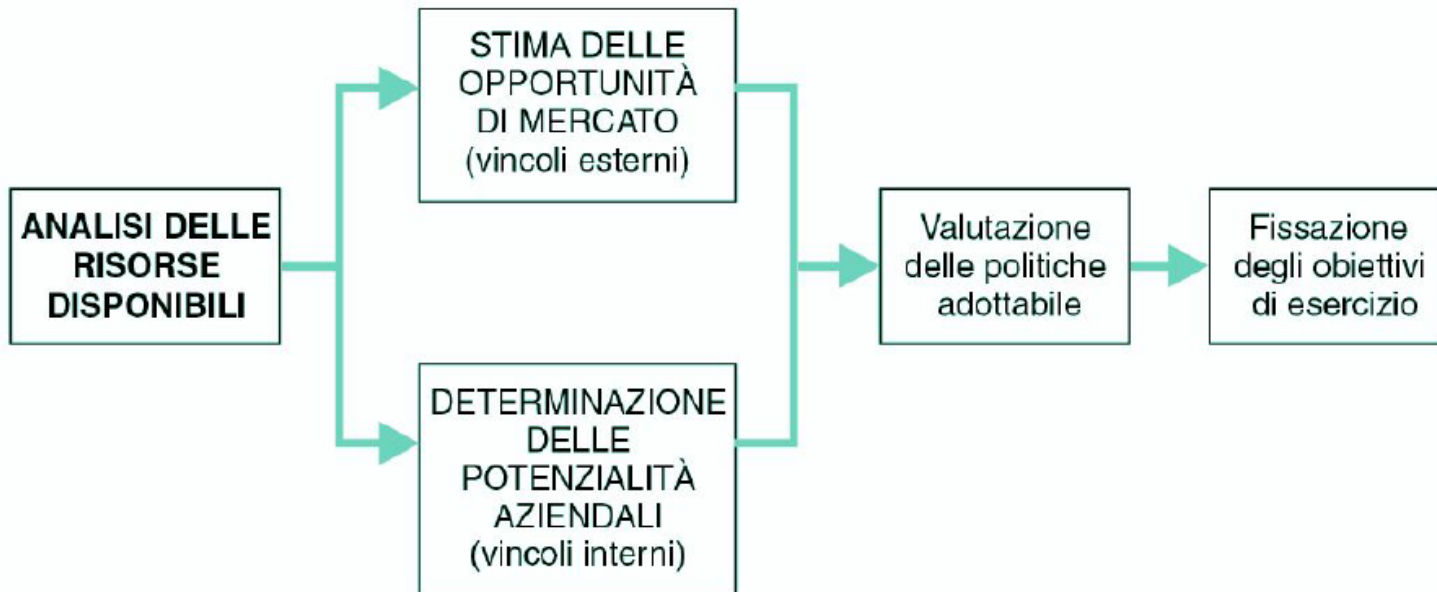 ANALISI DELLE
RISORSE
DISPONIBILI
STIMA DELLE
OPPORTUNITÀ
DI MERCATO
(vincoli esterni)
DETERMINAZIONE
DELLE
POTENZIALITÀ
AZIENDALI
(vincoli interni)
Valutazione
delle politiche
adottabile
Fissazione
degli obiettivi
di esercizio